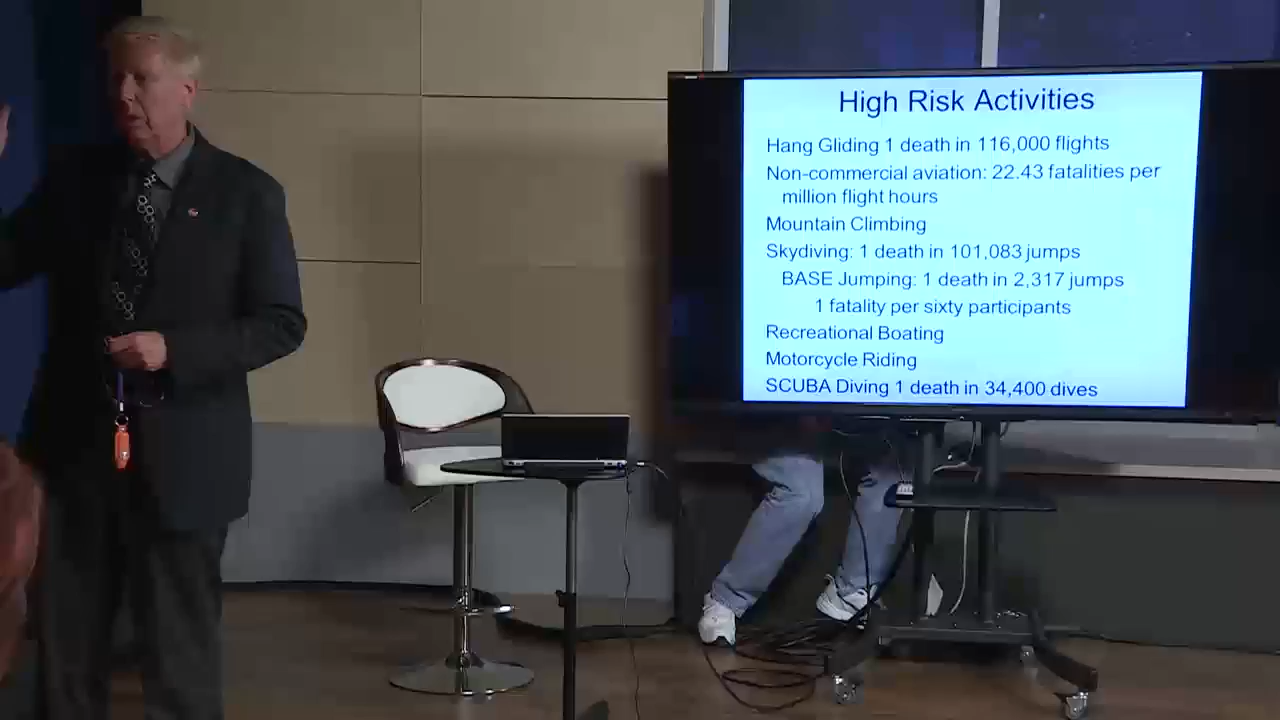 High Risk Activities
Hang Gliding 1 death in 116,000 flights
Non-commercial aviation: 22.43 fatalities per
million flight hours
Mountain Climbing
Skydiving: 1 death in 101,083 jumps
BASE Jumping: 1 death in 2,317 jumps
1 fatality per sixty participants
Recreational Boating
Motorcycle Riding
SCUBA Diving 1 death in 34,400 dives